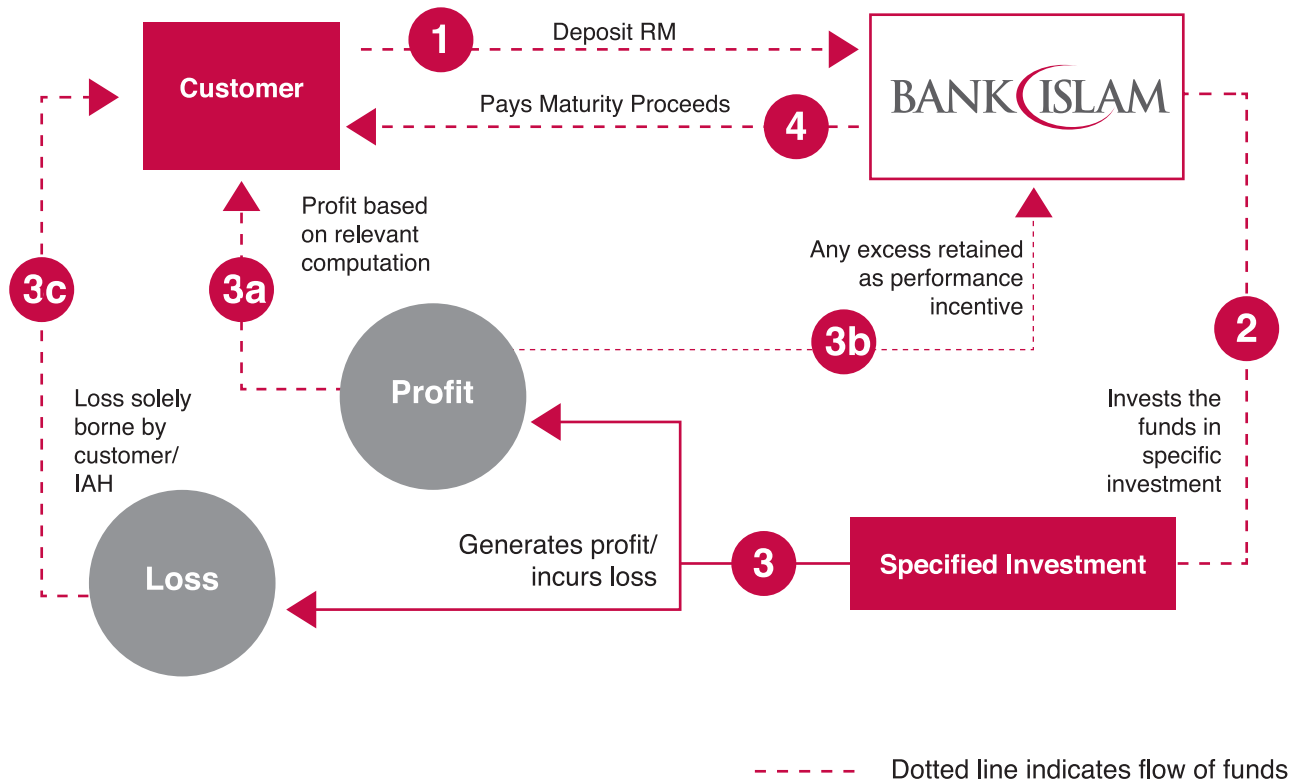 1
Deposit RM
Customer
BANK ISLAM
Pays Maturity Proceeds
4
Profit based
on relevant
computation
Any excess retained
as performance
incentive
3c
3a
3b
2
Profit
Loss solely
borne by
customer/
IAH
Invests the
funds in
specific
investment
Generates profit/
incurs loss
3
Specified Investment
Loss
Dotted line indicates flow of funds